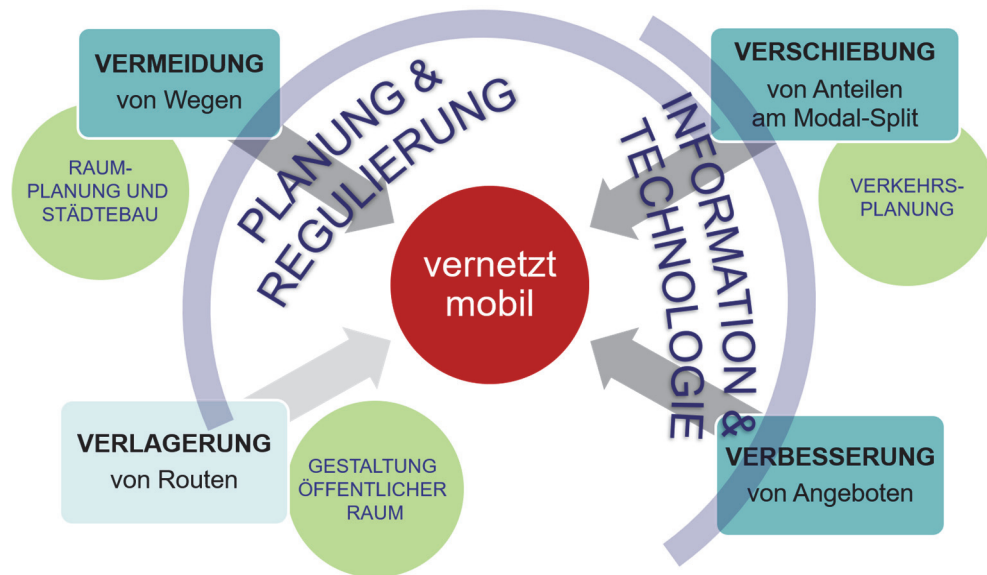 VERMEIDUNG
von Wegen
RAUM-
PLANUNG UND
STÄDTEBAU
PLANUNG &
REGULIERUNG
INFORMATION &
TECHNOLOGIE
VERSCHIEBUNG
von Anteilen
am Modal-Split
VERKEHRS-
PLANUNG
vernetzt
mobil
VERLAGERUNG
von Routen
GESTALTUNG
ÖFFENTLICHER
RAUM
VERBESSERUNG
von Angeboten